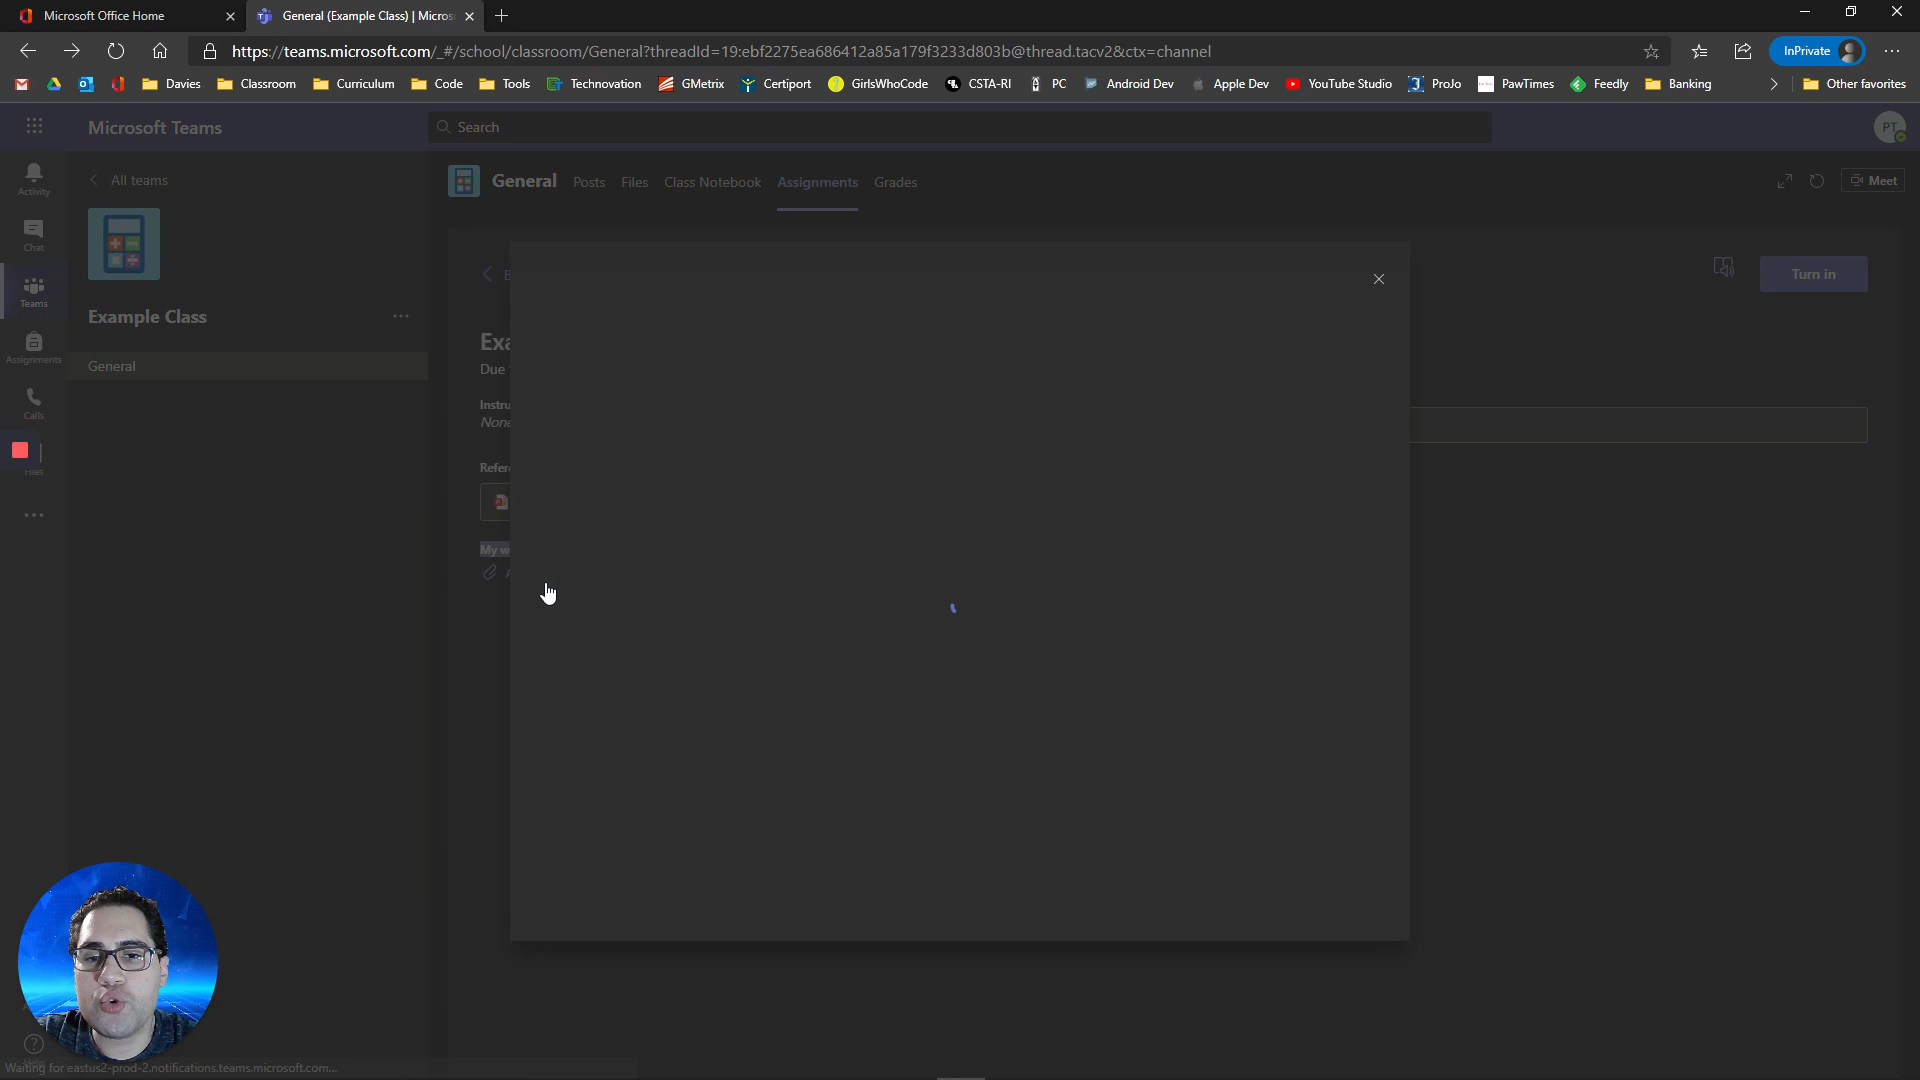 Microsoft Office Home
General (Example Class) | Micros
https://teams.microsoft.com/_#/school/classroom/General?threadId=19:ebf2275ea686412a85a179f3233d803b@thread.tacv2&ctx=channel
InPrivate
Davies
Classroom
Curriculum
Code
Tools
Technovation
GMetrix
Certiport
GirlsWhoCode
CSTA-RI
PC
Android Dev
Apple Dev
YouTube Studio
ProJo
PawTimes
Feedly
Banking
Other favorites
Microsoft Teams
Search
PT
Activity
Chat
Teams
Assignments
Calls
Files
All teams
Example Class
General
General
Posts
Files
Class Notebook
Assignments
Grades
Meet
Turn in
Exa
Due
Instru
None
Refere
My w
Waiting for eastus2-prod-2.notifications.teams.microsoft.com...